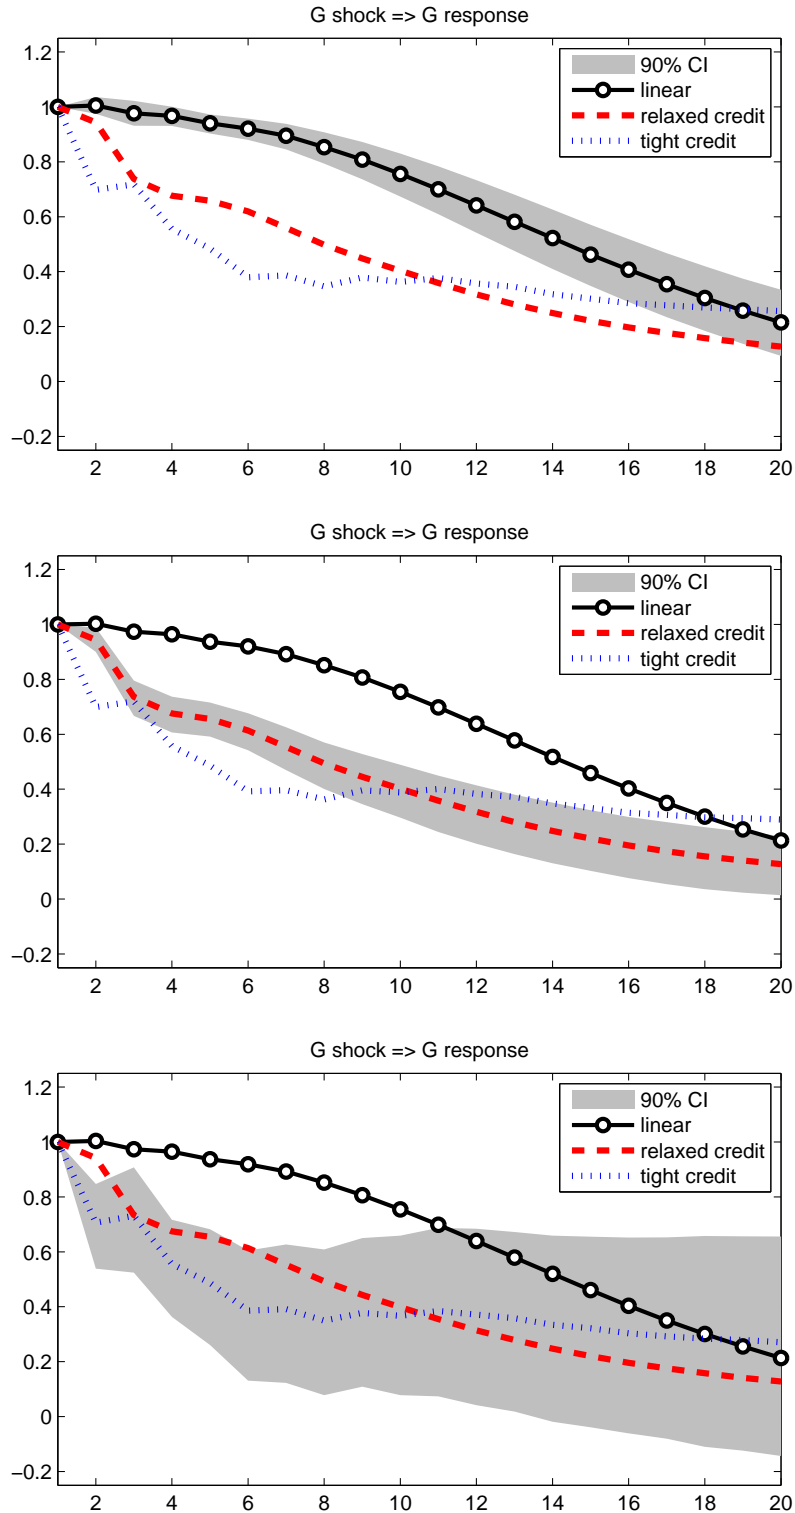 G shock => G response
90% CI
linear
relaxed credit
tight credit
1.2
1
0.8
0.6
0.4
0.2
0
−0.2
2 4 6 8 10 12 14 16 18 20
G shock => G response
90% CI
linear
relaxed credit
tight credit
1.2
1
0.8
0.6
0.4
0.2
0
−0.2
2 4 6 8 10 12 14 16 18 20
G shock => G response
90% CI
linear
relaxed credit
tight credit
1.2
1
0.8
0.6
0.4
0.2
0
−0.2
2 4 6 8 10 12 14 16 18 20